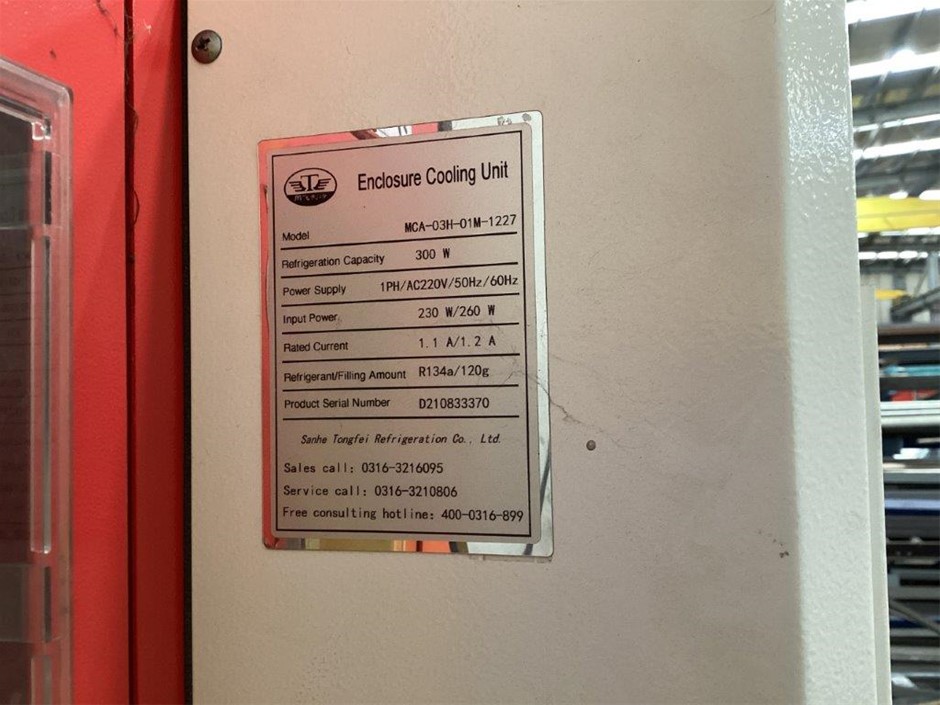 Enclosure Cooling Unit
Model MCA-03H-01M-1227
Refrigeration Capacity 300 W
Power Supply 1PH/AC220V/50Hz/60Hz
Input Power 230 W/260 W
Rated Current 1.1 A/1.2 A
Refrigerant/Filling Amount R134a/120g
Product Serial Number D210833370
Sanhe Tongfei Refrigeration Co., Ltd.
Sales call: 0316-3216095
Service call: 0316-3210806
Free consulting hotline: 400-0316-899